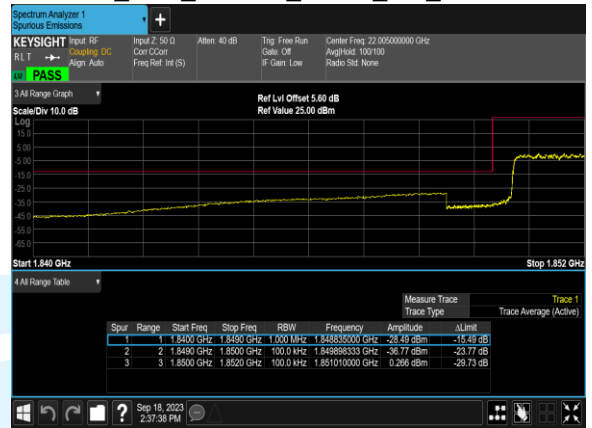 Spectrum Analyzer 1
Spurious Emissions
+
KEYSIGHT Input: RF Input Z: 50 Ω Atten: 40 dB Trig: Free Run Center Freq: 22.005000000 GHz
RLT Coupling: DC Corr CCorr Gate: Off Avg|Hold: 100/100
Align: Auto Freq Ref: Int (S) IF Gain: Low Radio Std: None
PASS
3 All Range Graph
Ref Lvl Offset 5.60 dB
Scale/Div 10.0 dB Ref Value 25.00 dBm
Log
15.0
5.00
-5.00
-15.0
-25.0
-35.0
-45.0
-55.0
-65.0
Start 1.840 GHz Stop 1.852 GHz
4 All Range Table
Measure Trace Trace 1
Trace Type Trace Average (Active)
Spur Range Start Freq Stop Freq RBW Frequency Amplitude ΔLimit
1 1 1.8400 GHz 1.8490 GHz 1.000 MHz 1.848835000 GHz -28.49 dBm -15.49 dB
2 2 1.8490 GHz 1.8500 GHz 100.0 kHz 1.849898333 GHz -36.77 dBm -23.77 dB
3 3 1.8500 GHz 1.8520 GHz 100.0 kHz 1.851010000 GHz 0.266 dBm -29.73 dB
?
Sep 18, 2023
2:37:38 PM